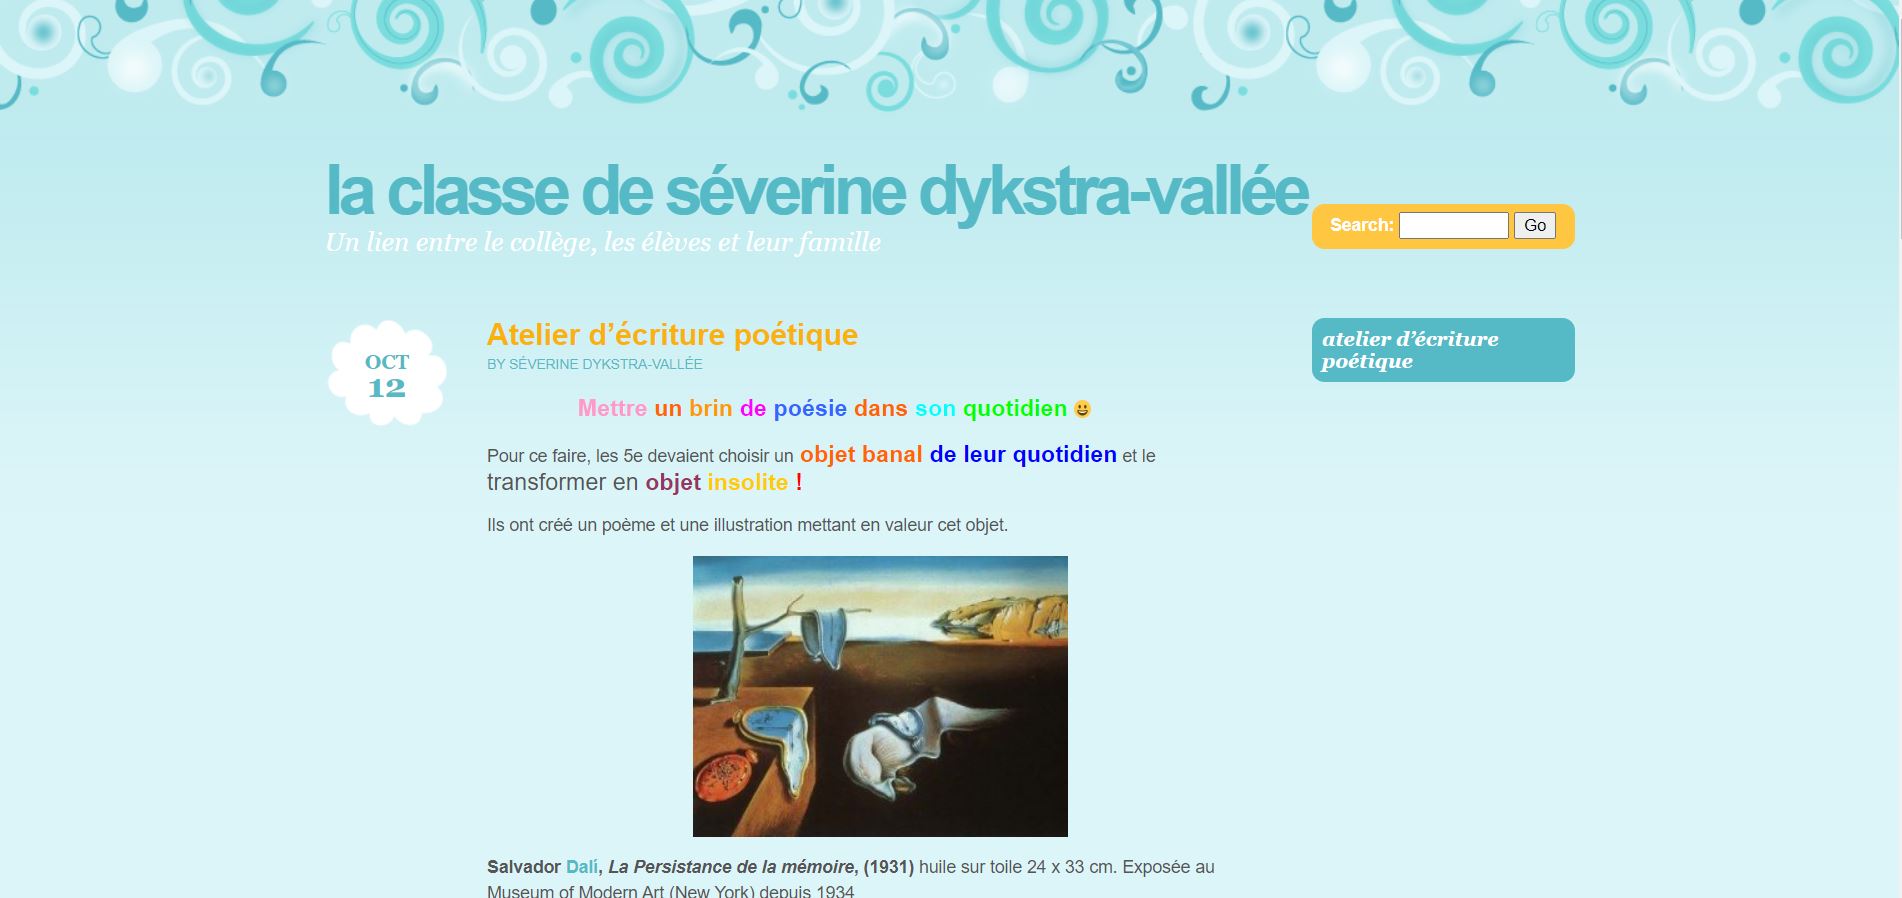 la classe de séverine dykstra-vallée
Un lien entre le collège, les élèves et leur famille
Search: Go
OCT
12
Atelier d’écriture poétique
BY SÉVERINE DYKSTRA-VALLÉE
Mettre un brin de poésie dans son quotidien 😀
Pour ce faire, les 5e devaient choisir un objet banal de leur quotidien et le
transformer en objet insolite !
Ils ont créé un poème et une illustration mettant en valeur cet objet.
Salvador Dalí, La Persistance de la mémoire, (1931) huile sur toile 24 x 33 cm. Exposée au
Museum of Modern Art (New York) depuis 1934
atelier d’écriture
poétique